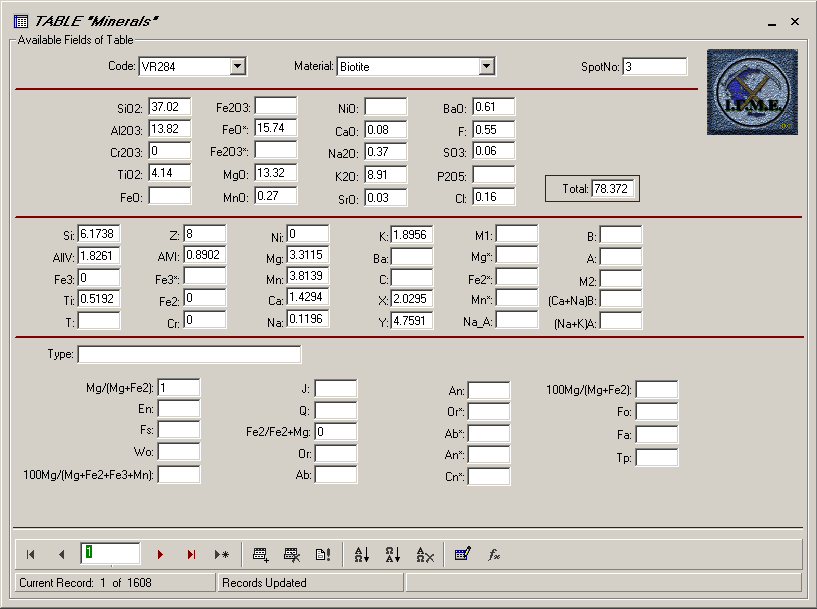 TABLE "Minerals"
Available Fields of Table
Code: VR284 Material: Biotite SpotNo: 3
I.L.M.E.
SiO2: 37.02 Fe2O3: NiO: BaO: 0.61
Al2O3: 13.82 FeO*: 15.74 CaO: 0.08 F: 0.55
Cr2O3: 0 Fe2O3*: Na2O: 0.37 SO3: 0.06
TiO2: 4.14 MgO: 13.32 K2O: 8.91 P2O5: Total: 78.372
FeO: MnO: 0.27 SrO: 0.03 Cl: 0.16
Si: 6.1738 Z: 8 Ni: 0 K: 1.8956 M1: B:
AlIV: 1.8261 AlVI: 0.8902 Mg: 3.3115 Ba: Mg*: A:
Fe3: 0 Fe3*: Mn: 3.8139 C: Fe2*: M2:
Ti: 0.5192 Fe2: 0 Ca: 1.4294 X: 2.0295 Mn*: (Ca+Na)B:
T: Cr: 0 Na: 0.1196 Y: 4.7591 Na_A: (Na+K)A:
Type:
Mg/(Mg+Fe2): 1 J: An: 100Mg/(Mg+Fe2):
En: Q: Or*: Fo:
Fs: Fe2/Fe2+Mg: 0 Ab*: Fa:
Wo: Or: An*: Tp:
100Mg/(Mg+Fe2+Fe3+Mn): Ab: Cn*:
1
Current Record: 1 of 1608 Records Updated